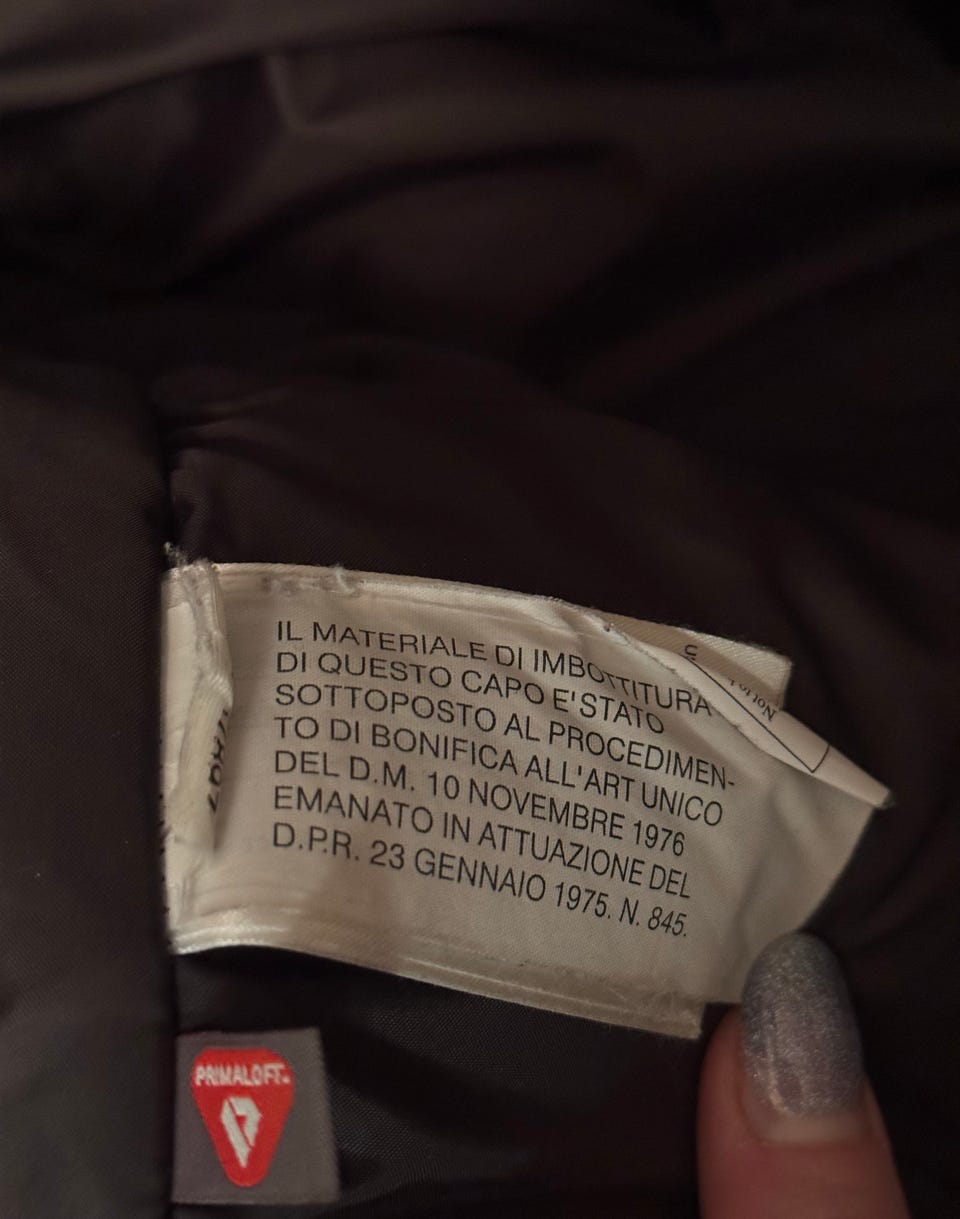 IL MATERIALE DI IMBOTTITURA
DI QUESTO CAPO E'STATO
SOTTOPOSTO AL PROCEDIMEN-
TO DI BONIFICA ALL'ART UNICO
DEL D.M. 10 NOVEMBRE 1976
EMANATO IN ATTUAZIONE DEL
D.P.R. 23 GENNAIO 1975. N. 845.
PRIMALOFT™